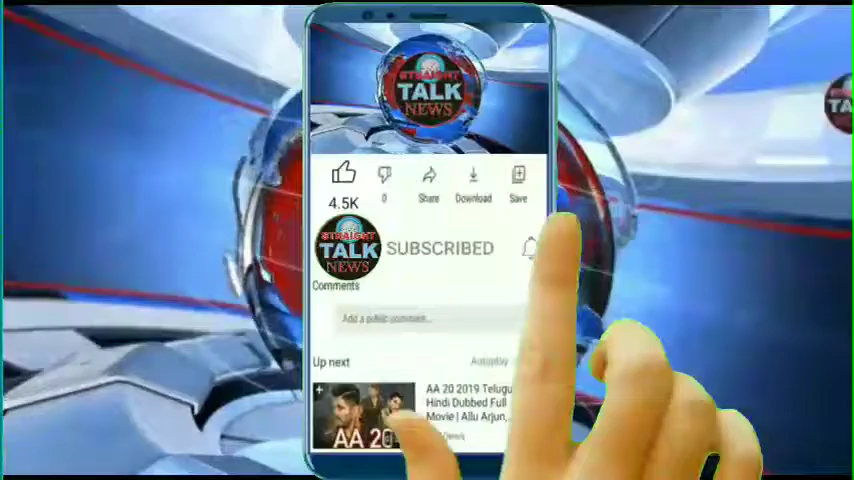 STRAIGHT
TALK
NEWS
4.5K
0
Share
Download
Save
STRAIGHT
TALK
NEWS
SUBSCRIBED
Comments
Add a public comment...
Up next
Autoplay
AA 20 2019 Telugu
Hindi Dubbed Full
Movie | Allu Arjun,
AA 20